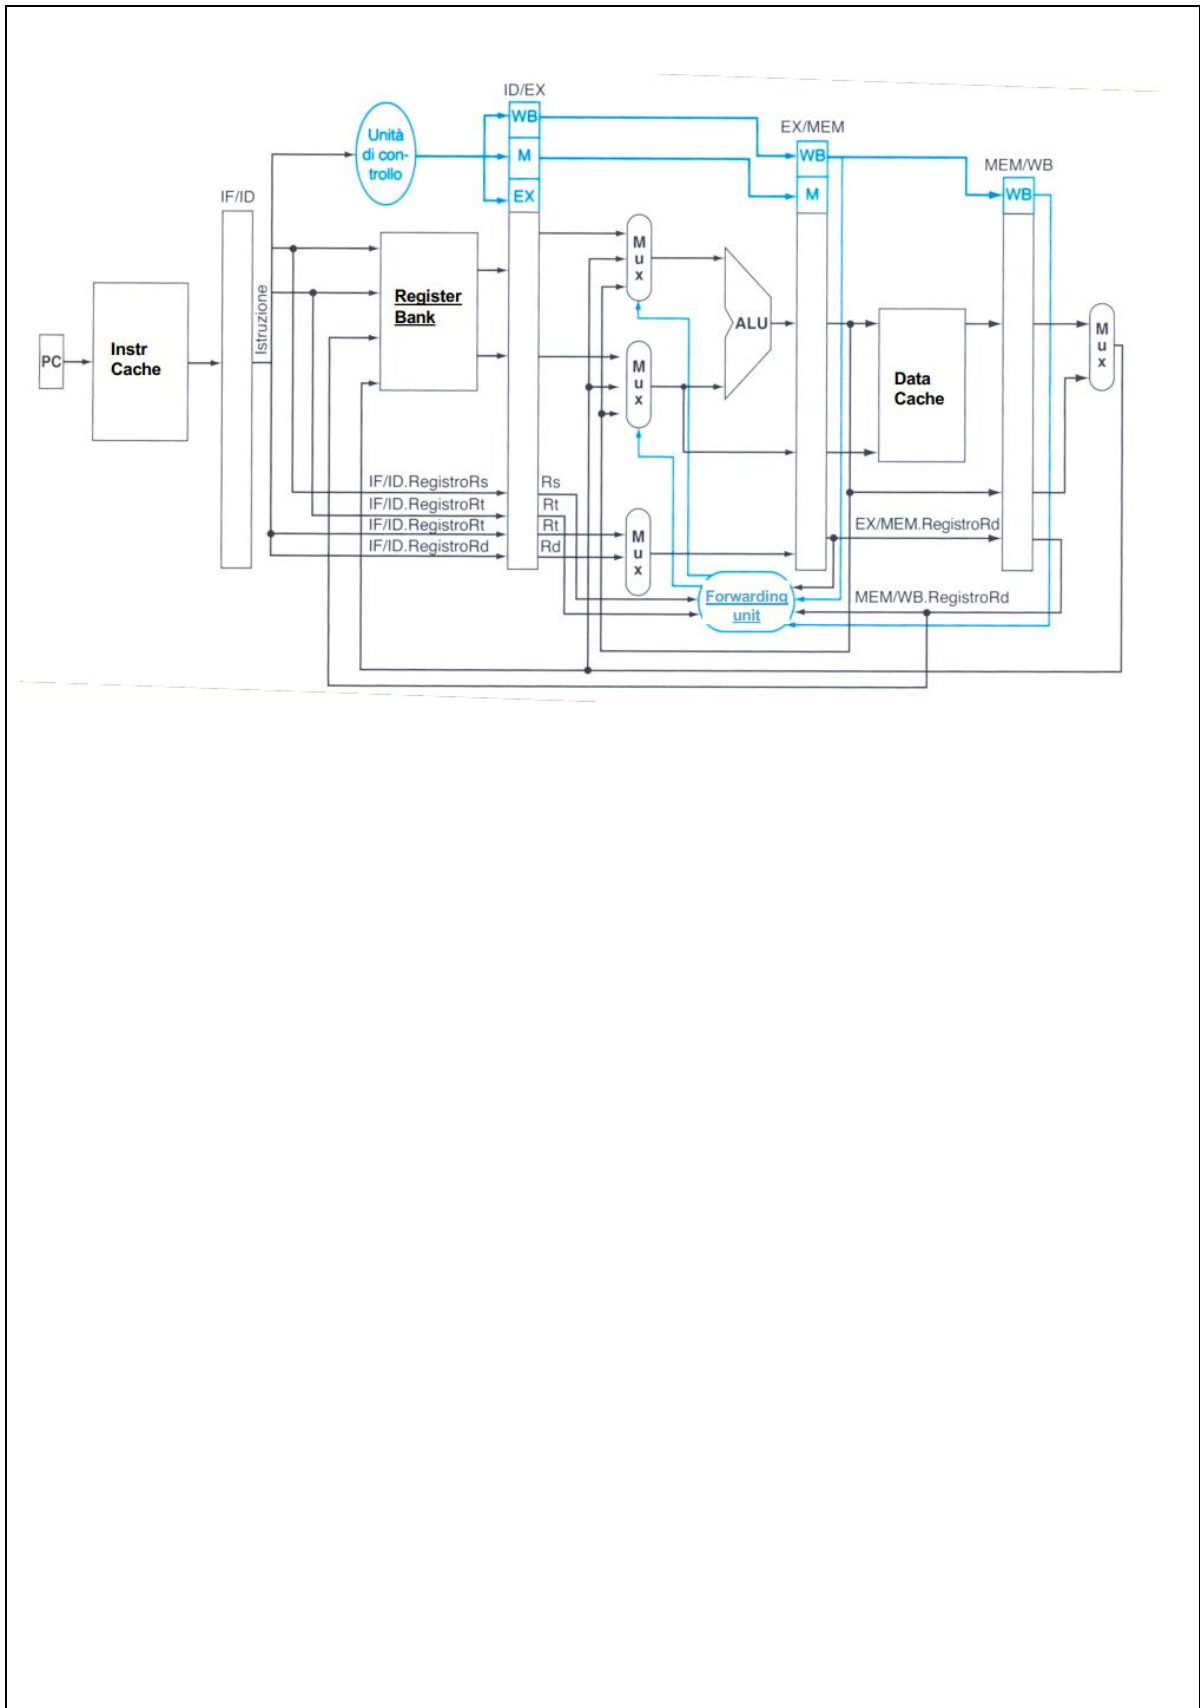 ID/EX
WB
Unità
di con-
trollo
M
EX
EX/MEM
WB
M
MEM/WB
WB
IF/ID
Istruzione
PC
Instr
Cache
Register
Bank
M
u
x
M
u
x
ALU
Data
Cache
M
u
x
IF/ID.RegistroRs
IF/ID.RegistroRt
IF/ID.RegistroRt
IF/ID.RegistroRd
Rs
Rt
Rt
Rd
M
u
x
EX/MEM.RegistroRd
Forwarding
unit
MEM/WB.RegistroRd